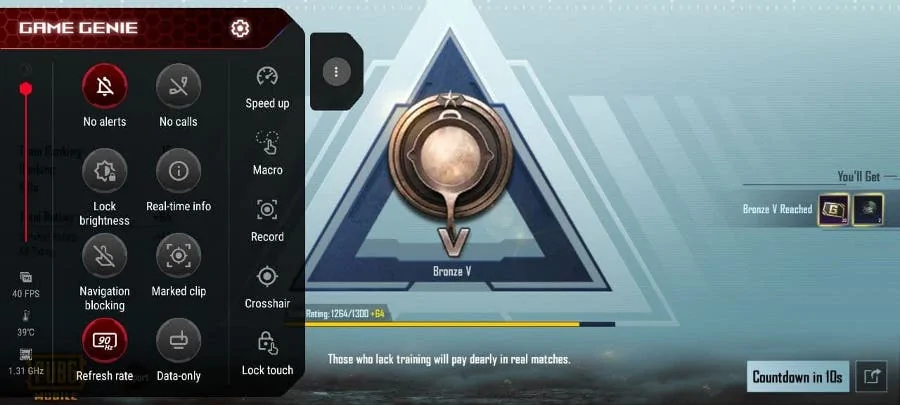 GAME GENIE
No alerts
No calls
Speed up
Macro
Lock
brightness
Real-time info
Record
Navigation
blocking
Marked clip
Crosshair
40 FPS
39°C
90
Hz
Refresh rate
Data-only
Lock touch
1.31 GHz
PUBG
MOBILE
V
Bronze V
Rating: 1264/1300 +64
Those who lack training will pay dearly in real matches.
You'll Get
Bronze V Reached
G
Countdown in 10s